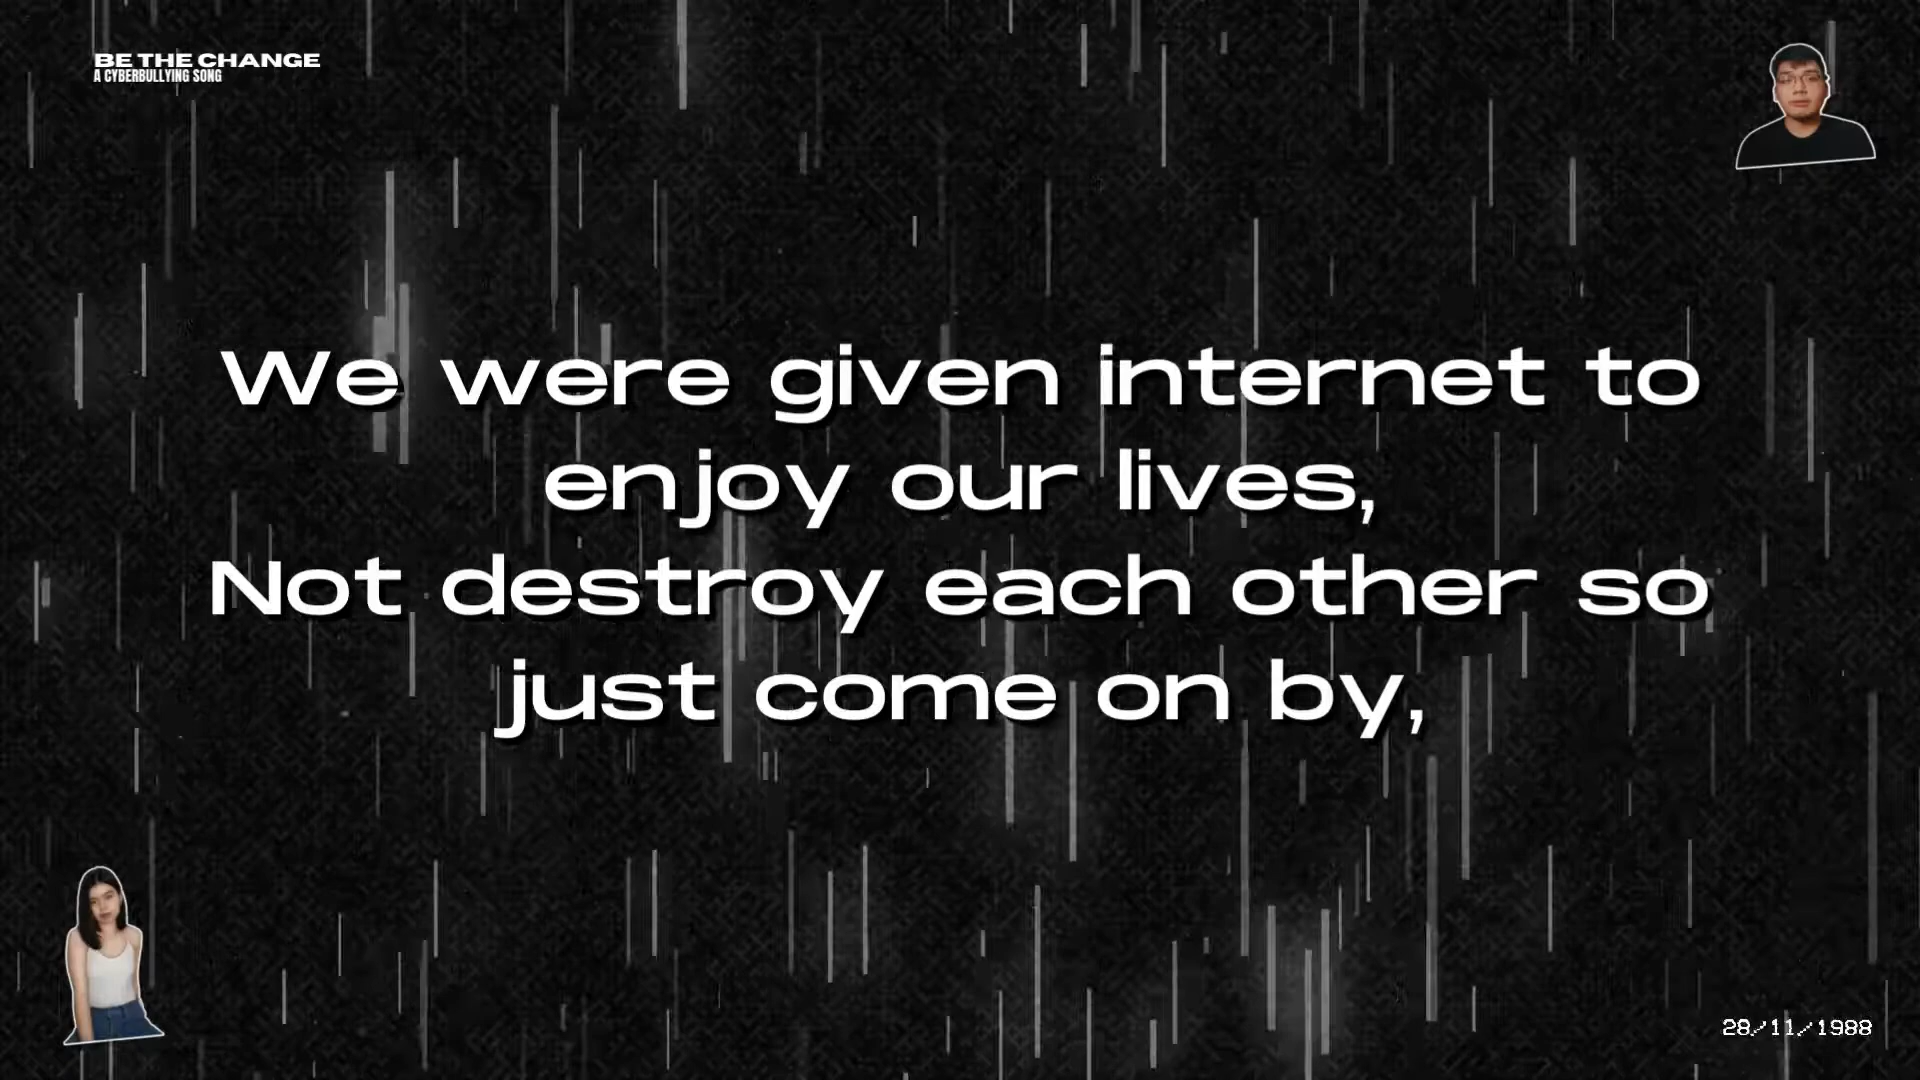 BE THE CHANGE
A CYBERBULLYING SONG
We were given internet to
enjoy our lives,
Not destroy each other so
just come on by,
28/11/1988